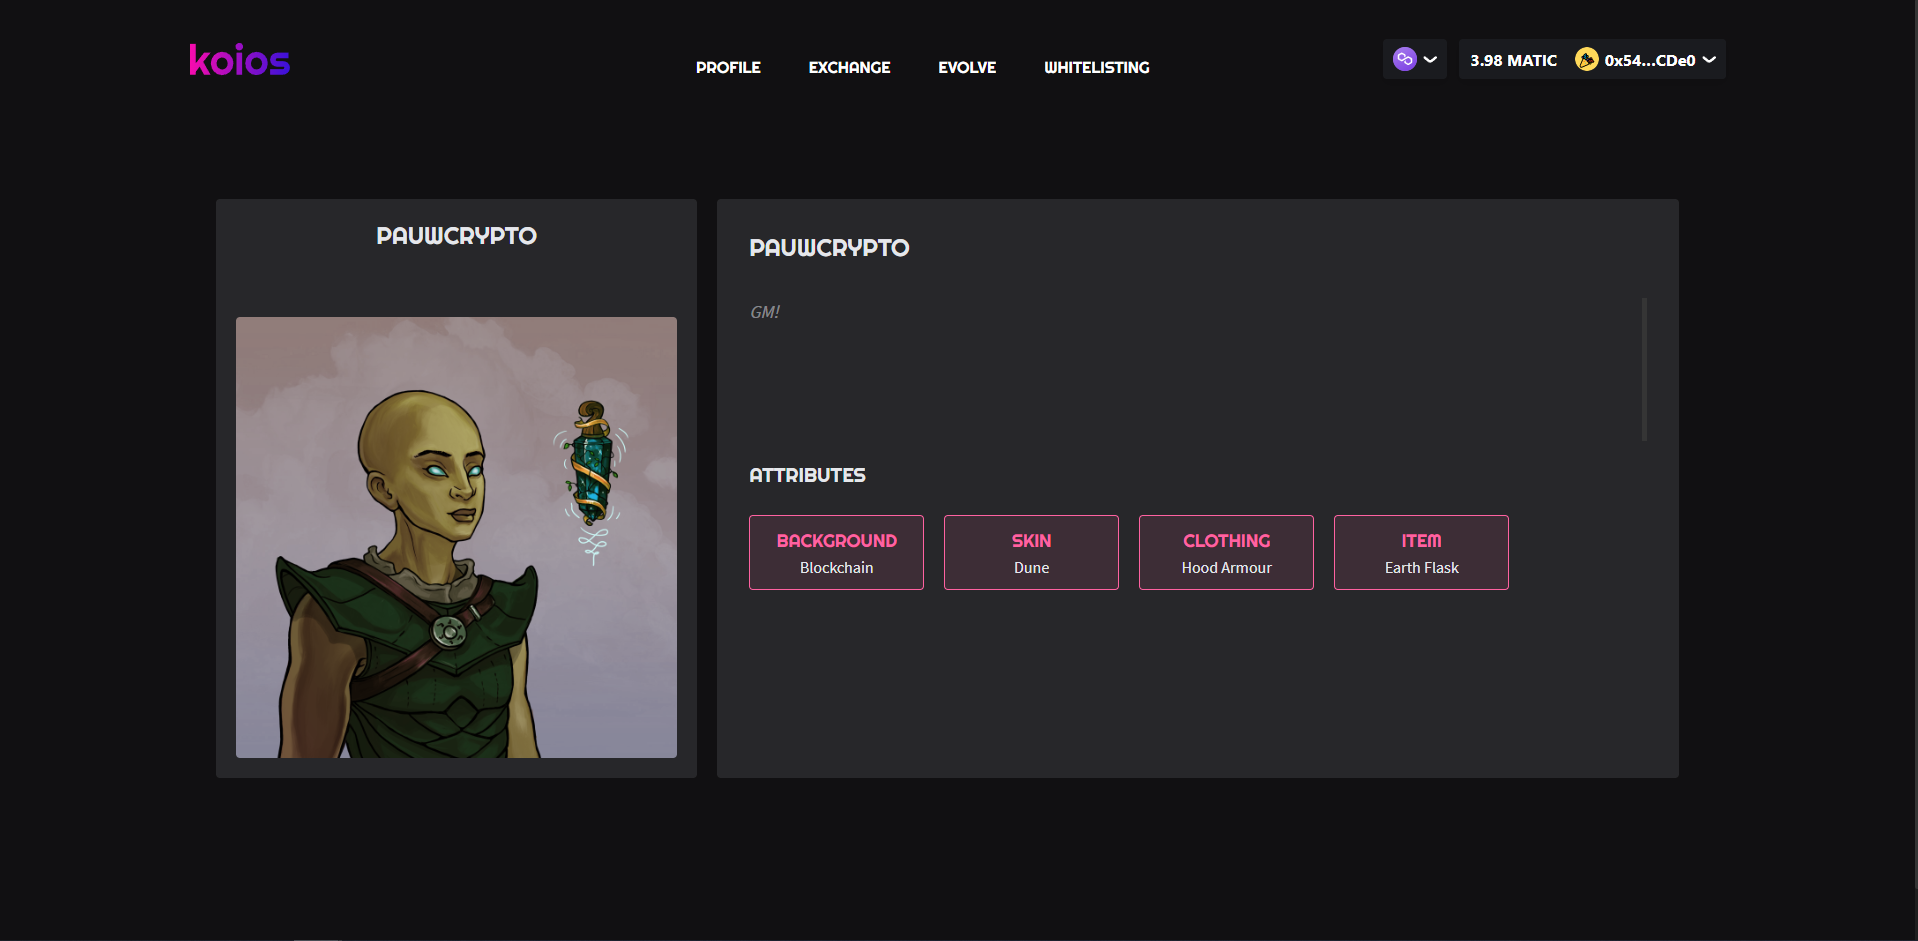 koios
PROFILE EXCHANGE EVOLVE WHITELISTING
3.98 MATIC 0x54...CDe0
PAUWCRYPTO
PAUWCRYPTO
GM!
ATTRIBUTES
BACKGROUND
Blockchain
SKIN
Dune
CLOTHING
Hood Armour
ITEM
Earth Flask